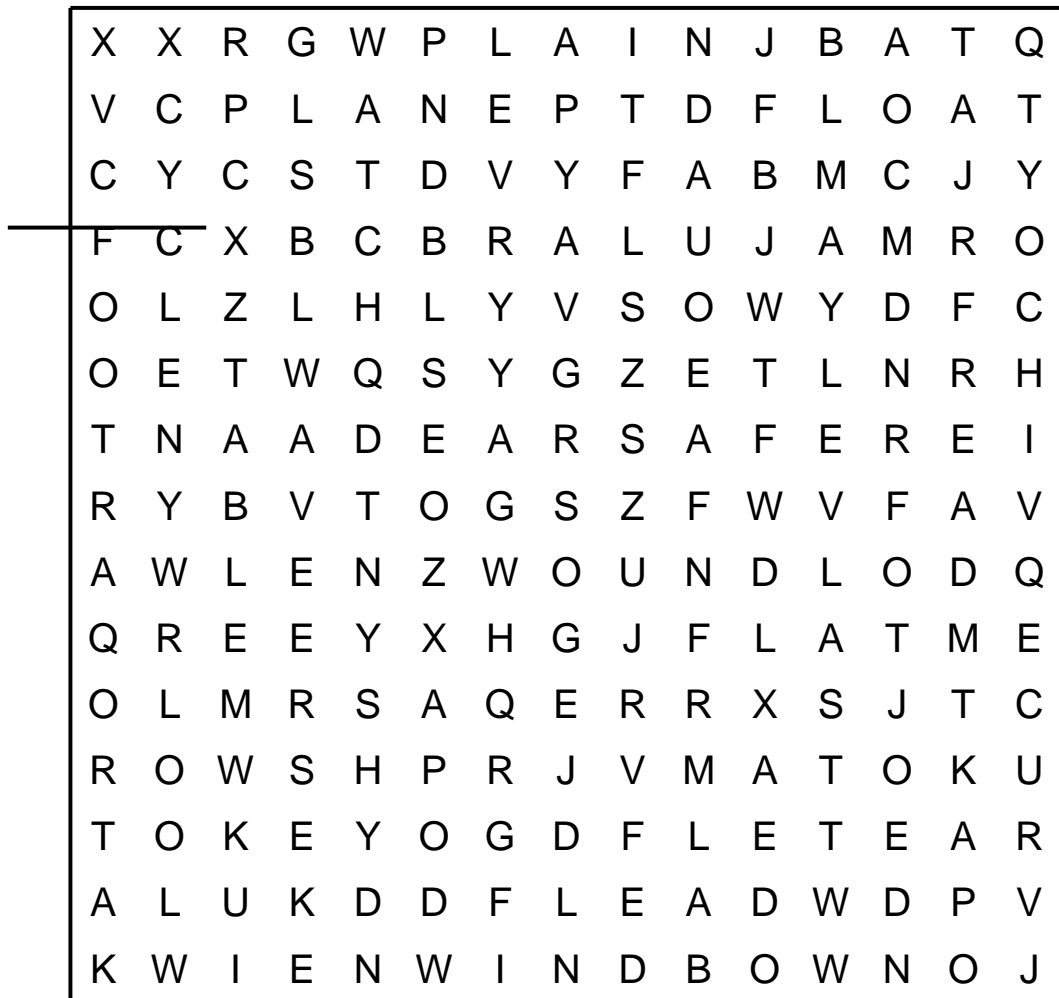 X X R G W P L A I N J B A T Q
V C P L A N E P T D F L O A T
C Y C S T D V Y F A B M C J Y
F C X B C B R A L U J A M R O
O L Z L H L Y V S O W Y D F C
O E T W Q S Y G Z E T L N R H
T N A A D E A R S A F E R E I
R Y B V T O G S Z F W V F A V
A W L E N Z W O U N D L O D Q
Q R E E Y X H G J F L A T M E
O L M R S A Q E R R X S J T C
R O W S H P R J V M A T O K U
T O K E Y O G D F L E T E A R
A L U K D D F L E A D W D P V
K W I E N W I N D B O W N O J